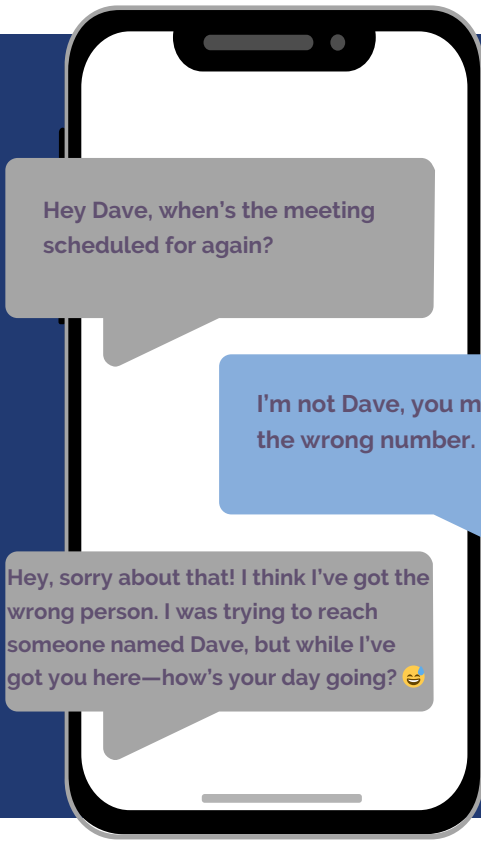 Hey Dave, when's the meeting
scheduled for again?
I'm not Dave, you
the wrong number.
Hey, sorry about that! I think I've got the
wrong person. I was trying to reach
someone named Dave, but while I've
got you here—how's your day going? 😅